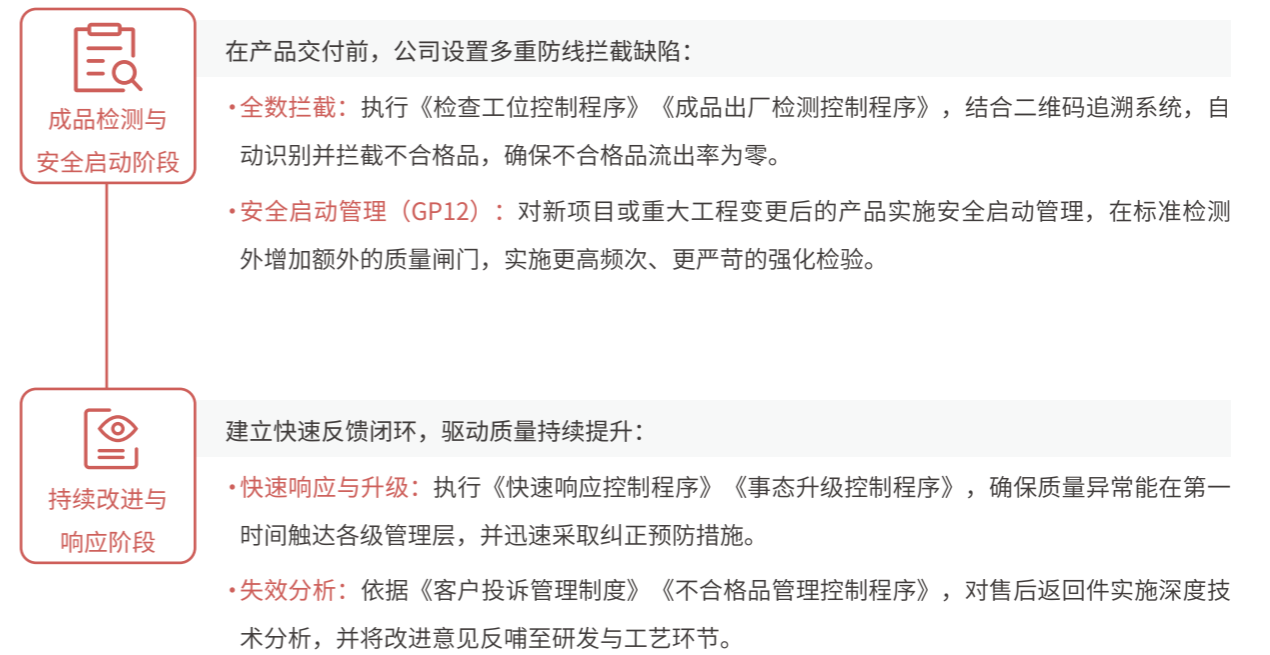 成品检测与
安全启动阶段
在产品交付前，公司设置多重防线拦截缺陷：
•全数拦截：执行《检查工位控制程序》《成品出厂检测控制程序》，结合二维码追溯系统，自
动识别并拦截不合格品，确保不合格品流出率为零。
•安全启动管理（GP12）：对新项目或重大工程变更后的产品实施安全启动管理，在标准检测
外增加额外的质量闸门，实施更高频次、更严苛的强化检验。
持续改进与
响应阶段
建立快速反馈闭环，驱动质量持续提升：
•快速响应与升级：执行《快速响应控制程序》《事态升级控制程序》，确保质量异常能在第一
时间触达各级管理层，并迅速采取纠正预防措施。
•失效分析：依据《客户投诉管理制度》《不合格品管理控制程序》，对售后返回件实施深度技
术分析，并将改进意见反哺至研发与工艺环节。